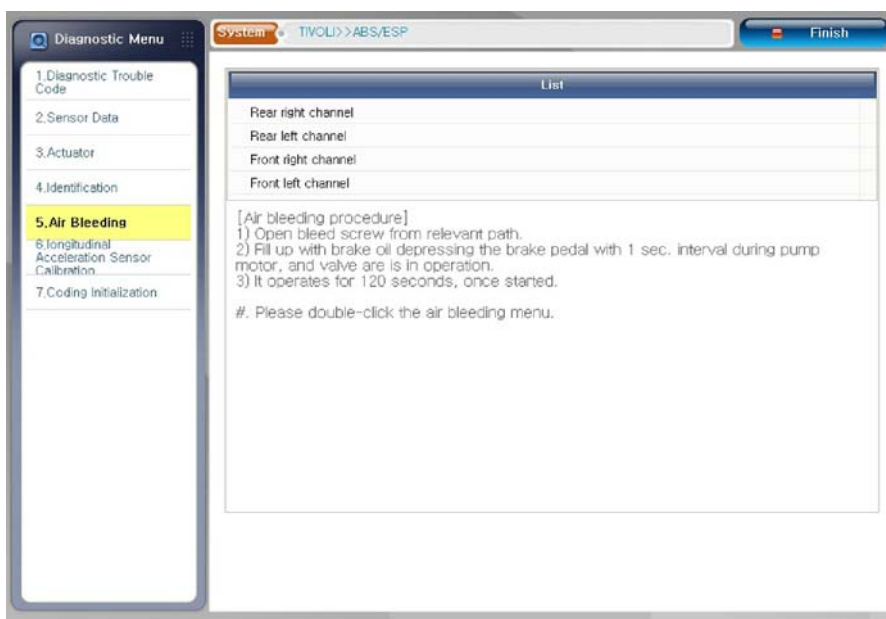 Diagnostic Menu
System
TIVOLI>>ABS/ESP
Finish
1.Diagnostic Trouble
Code
2.Sensor Data
3.Actuator
4.Identification
5.Air Bleeding
6.longitudinal
Acceleration Sensor
Calibration
7.Coding Initialization
List
Rear right channel
Rear left channel
Front right channel
Front left channel
[Air bleeding procedure]
1) Open bleed screw from relevant path.
2) Fill up with brake oil depressing the brake pedal with 1 sec. interval during pump
motor, and valve are is in operation.
3) It operates for 120 seconds, once started.
#. Please double-click the air bleeding menu.